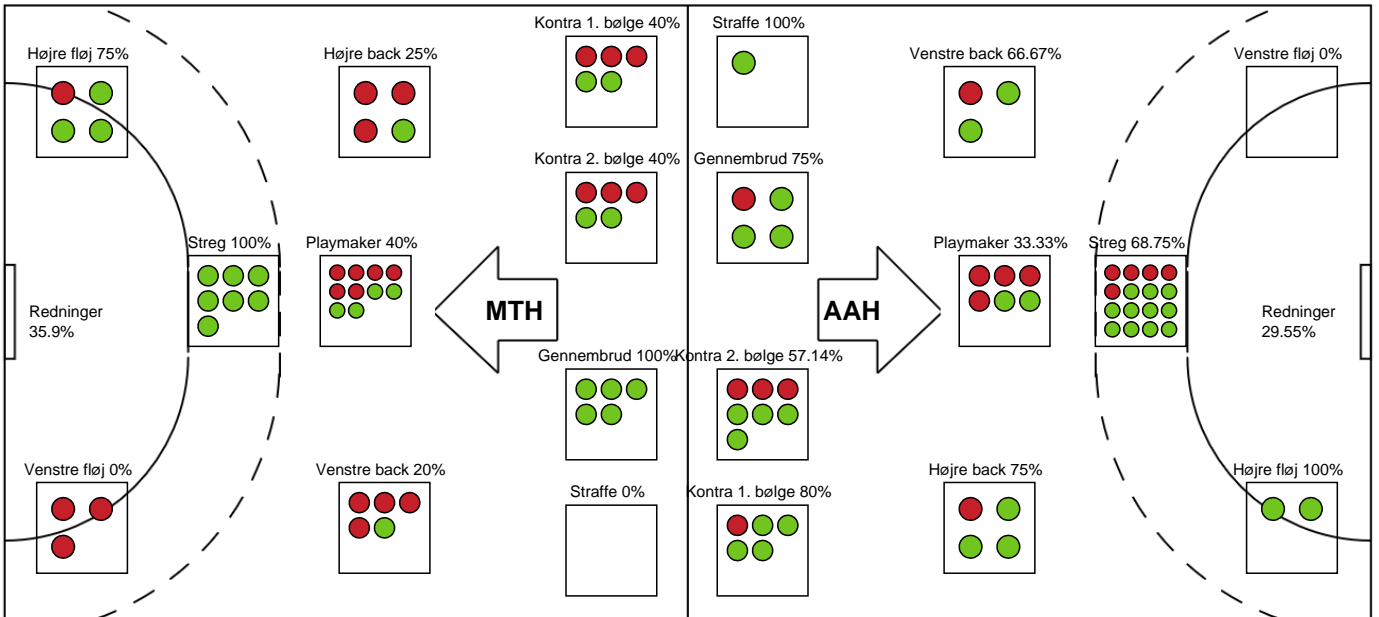 Kontra 1. bølge 40%
Straffe 100%
Højre fløj 75%
Højre back 25%
Venstre back 66.67%
Venstre fløj 0%
Kontra 2. bølge 40%
Gennembrud 75%
Streg 100%
Playmaker 40%
Playmaker 33.33%
Streg 68.75%
Redninger
35.9%
MTH
AAH
Redninger
29.55%
Gennembrud 100%
Kontra 2. bølge 57.14%
Venstre fløj 0%
Venstre back 20%
Straffe 0%
Kontra 1. bølge 80%
Højre back 75%
Højre fløj 100%